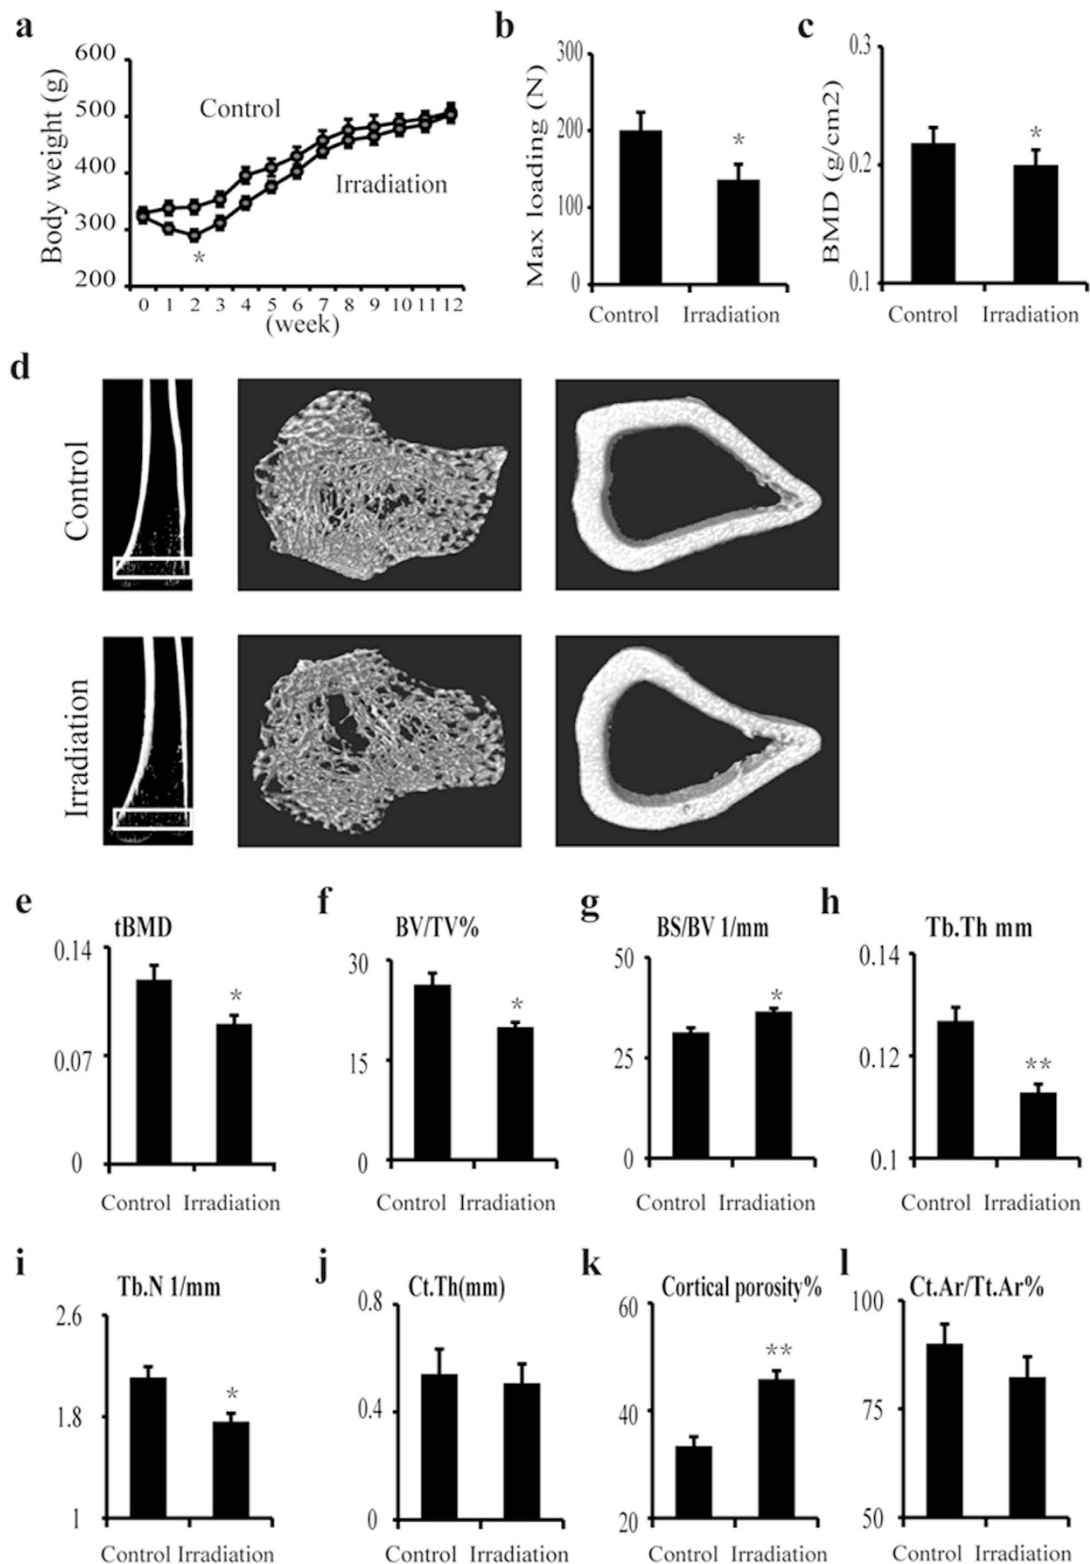 a
Body weight (g)
600
500
400
300
200
Control
Irradiation
*
0 1 2 3 4 5 6 7 8 9 10 11 12
(week)
b
Max loading (N)
300
200
100
0
*
Control Irradiation
c
BMD (g/cm2)
0.3
0.2
0.1
*
Control Irradiation
d
Control
Irradiation
e
tBMD
0.14
0.07
0
*
Control Irradiation
f
BV/TV%
30
15
0
*
Control Irradiation
g
BS/BV 1/mm
50
25
0
*
Control Irradiation
h
Tb.Th mm
0.14
0.12
0.1
**
Control Irradiation
i
Tb.N 1/mm
2.6
1.8
1
*
Control Irradiation
j
Ct.Th(mm)
0.8
0.4
0
Control Irradiation
k
Cortical porosity%
60
40
20
**
Control Irradiation
l
Ct.Ar/Tt.Ar%
100
75
50
Control Irradiation